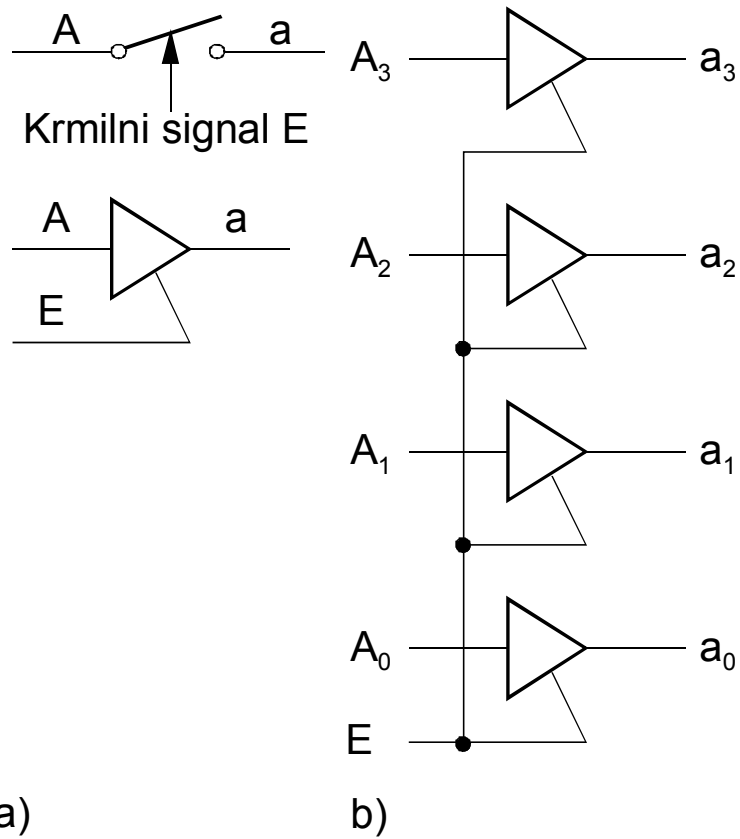 A a
Krmilni signal E
A a
E
A₃ a₃
A₂ a₂
A₁ a₁
A₀ a₀
E
a) b)